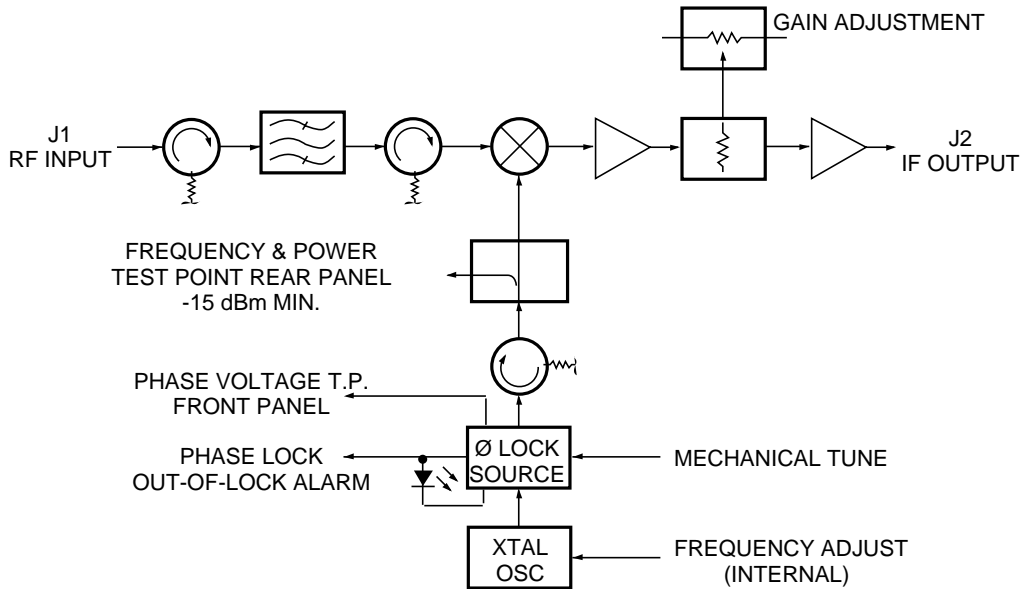 GAIN ADJUSTMENT
J1
RF INPUT
J2
IF OUTPUT
FREQUENCY & POWER
TEST POINT REAR PANEL
-15 dBm MIN.
PHASE VOLTAGE T.P.
FRONT PANEL
PHASE LOCK
OUT-OF-LOCK ALARM
Ø LOCK
SOURCE
MECHANICAL TUNE
XTAL
OSC
FREQUENCY ADJUST
(INTERNAL)